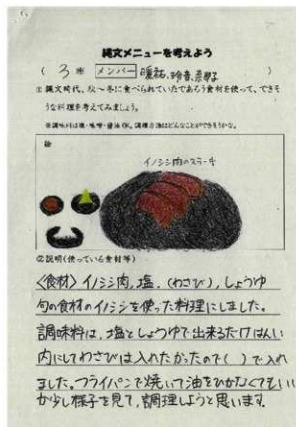 縄文メニューを考えよう
( 3 班 メンバー 暖祐、玲音、 )
①縄文時代、秋〜冬に食べられていたであろう食材を使って、できそ
うな料理を考えてみましょう。
※調味料は塩・味噌・醤油OK。調理方法はどんなことができそうかな。
絵
イノシシ肉のステーキ
②説明(使っている食材等)
<食材>イノシシ肉、塩、(わさび)、しょうゆ
旬の食材のイノシシを使った料理にしました。
調味料は、塩としょうゆで出来るだけはんい
内にしてわさびは入れたかったので( )で入れ
ました。フライパンで焼いて油をひかなくてもいい
か少し様子を見て、調理しようと思います。